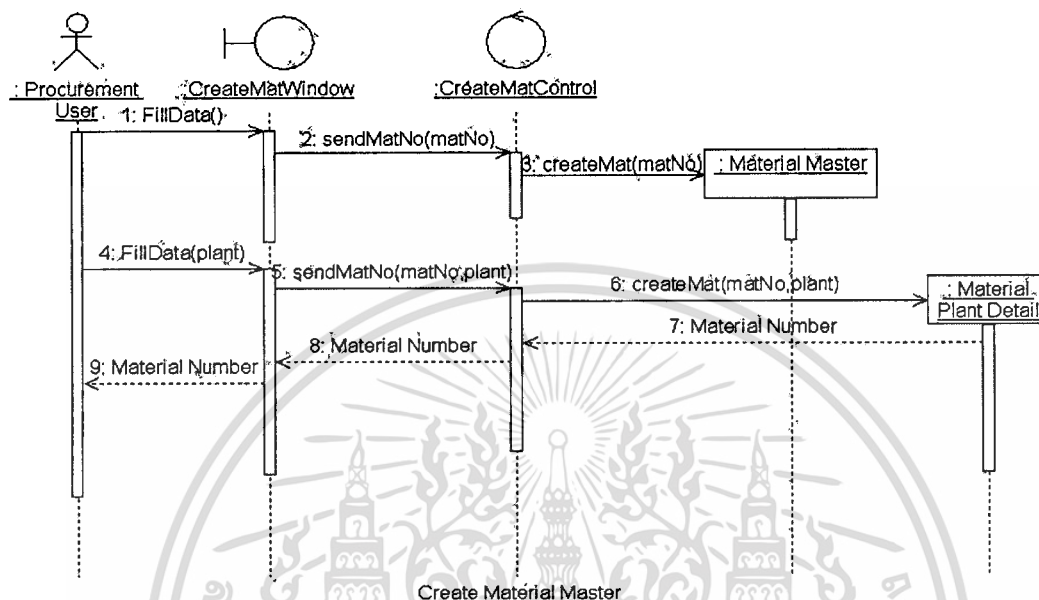 : Procurement
User
:CreateMatWindow
:CreateMatControl
1: FillData()
2: sendMatNo(matNo)
3: createMat(matNo)
: Material Master
4: FillData(plant)
5: sendMatNo(matNo,plant)
6: createMat(matNo,plant)
: Material
Plant Detail
7: Material Number
8: Material Number
9: Material Number
Create Material Master